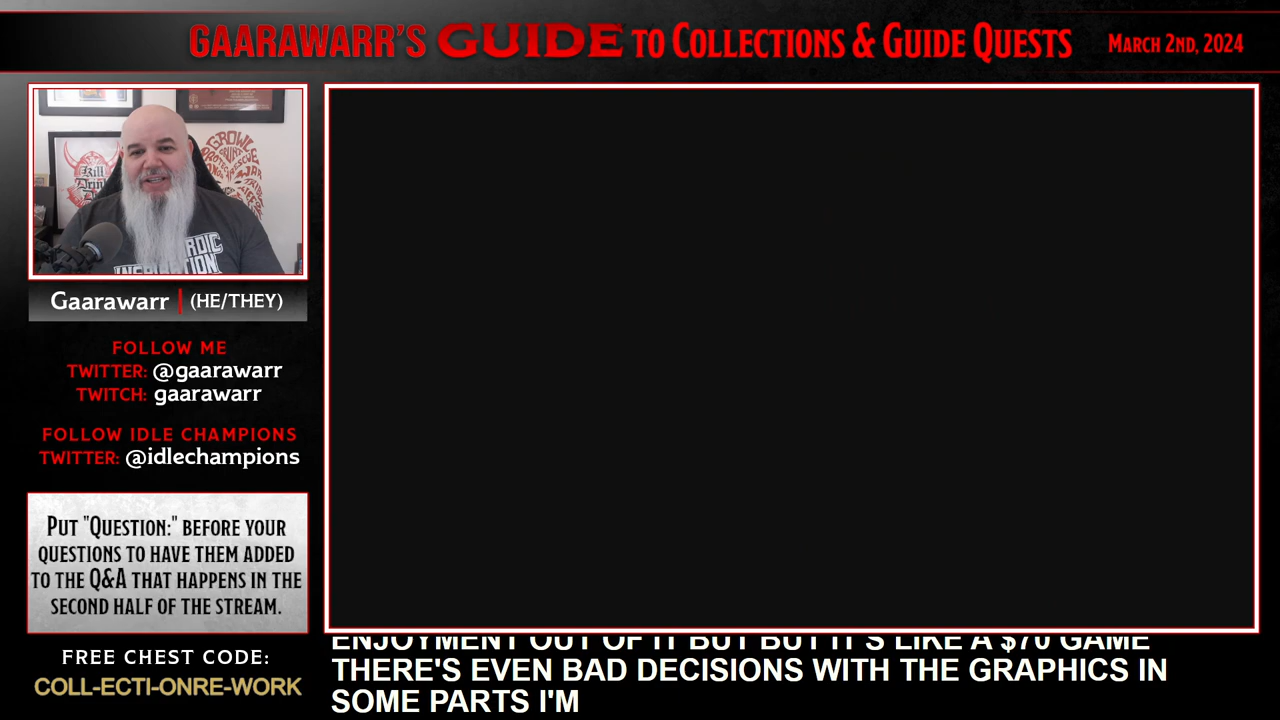 GAARAWARR'S GUIDE TO COLLECTIONS & GUIDE QUESTS
MARCH 2ND, 2024
Kill
GROWL
RDIC
Gaarawarr | (HE/THEY)
FOLLOW ME
TWITTER: @gaarawarr
TWITCH: gaarawarr
FOLLOW IDLE CHAMPIONS
TWITTER: @idlechampions
PUT "QUESTION:" BEFORE YOUR
QUESTIONS TO HAVE THEM ADDED
TO THE Q&A THAT HAPPENS IN THE
SECOND HALF OF THE STREAM.
FREE CHEST CODE:
COLL-ECTI-ONRE-WORK
ENJOYMENT OUT OF IT BUT BUT IT'S LIKE A $70 GAME
THERE'S EVEN BAD DECISIONS WITH THE GRAPHICS IN
SOME PARTS I'M